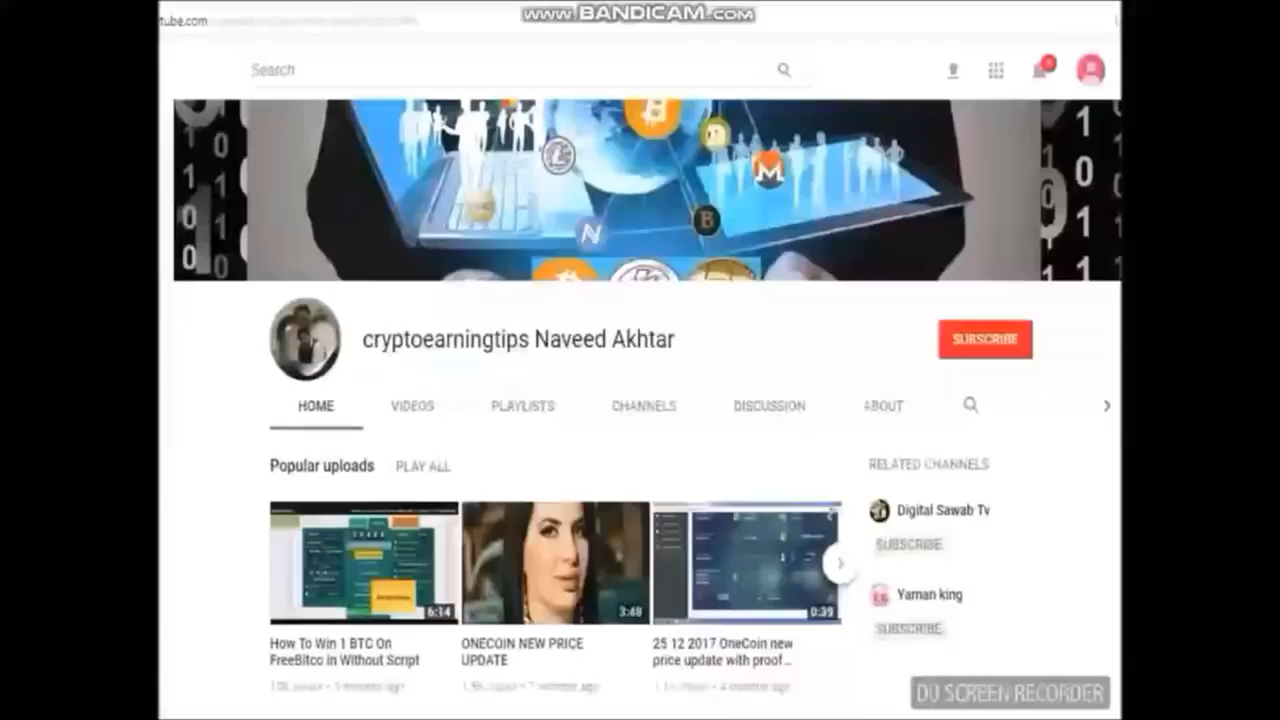 www.BANDICAM.com
tube.com
Search
cryptoearningtips Naveed Akhtar
SUBSCRIBE
HOME VIDEOS PLAYLISTS CHANNELS DISCUSSION ABOUT
Popular uploads PLAY ALL
RELATED CHANNELS
Digital Sawab Tv
SUBSCRIBE
Yaman king
SUBSCRIBE
6:14
3:48
0:39
How To Win 1 BTC On
FreeBitco in Without Script
ONECOIN NEW PRICE
UPDATE
25 12 2017 OneCoin new
price update with proof...
DU SCREEN RECORDER